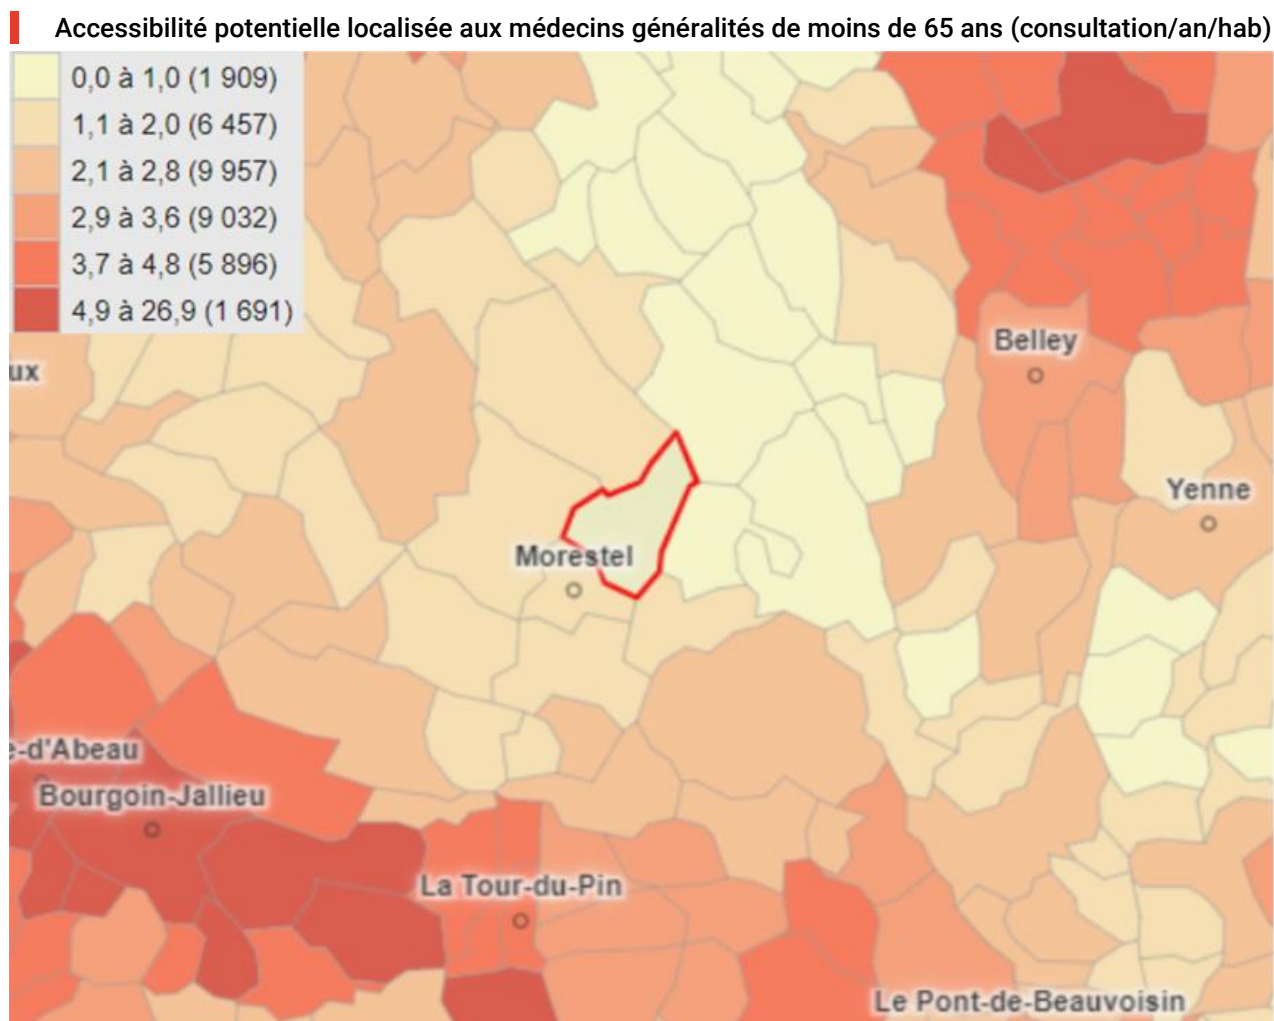 Accessibilité potentielle localisée aux médecins généralités de moins de 65 ans (consultation/an/hab)
0,0 à 1,0 (1 909)
1,1 à 2,0 (6 457)
2,1 à 2,8 (9 957)
2,9 à 3,6 (9 032)
3,7 à 4,8 (5 896)
4,9 à 26,9 (1 691)
Belley
ux
Yenne
Morestel
e-d'Abeau
Bourgoin-Jallieu
La Tour-du-Pin
Le Pont-de-Beauvoisin